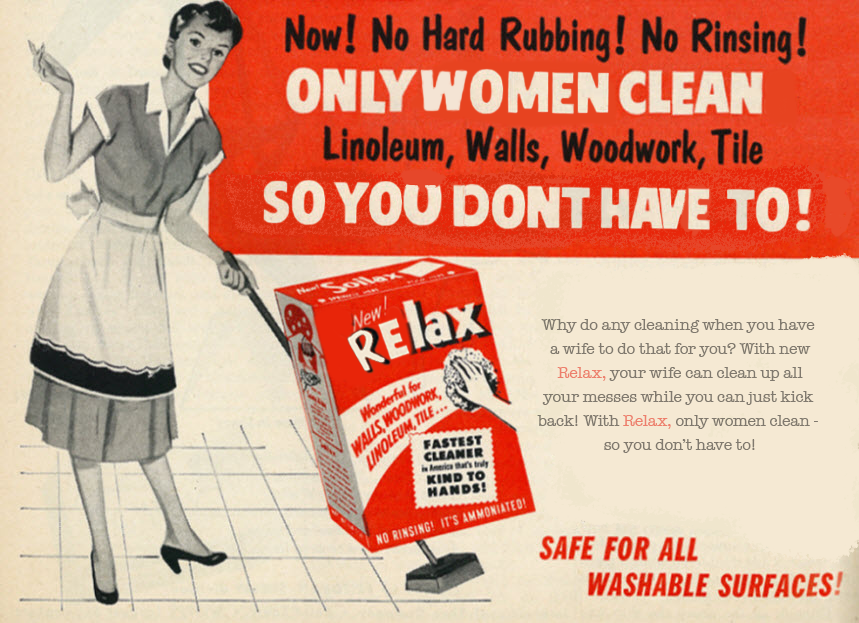 Now! No Hard Rubbing! No Rinsing!
ONLY WOMEN CLEAN
Linoleum, Walls, Woodwork, Tile
SO YOU DONT HAVE TO!
New! Soilax
New!
RElax
Wonderful for
WALLS, WOODWORK,
LINOLEUM, TILE...
FASTEST
CLEANER
in America that's truly
KIND TO
HANDS!
NO RINSING! IT'S AMMONIATED!
Why do any cleaning when you have
a wife to do that for you? With new
Relax, your wife can clean up all
your messes while you can just kick
back! With Relax, only women clean -
so you don't have to!
SAFE FOR ALL
WASHABLE SURFACES!